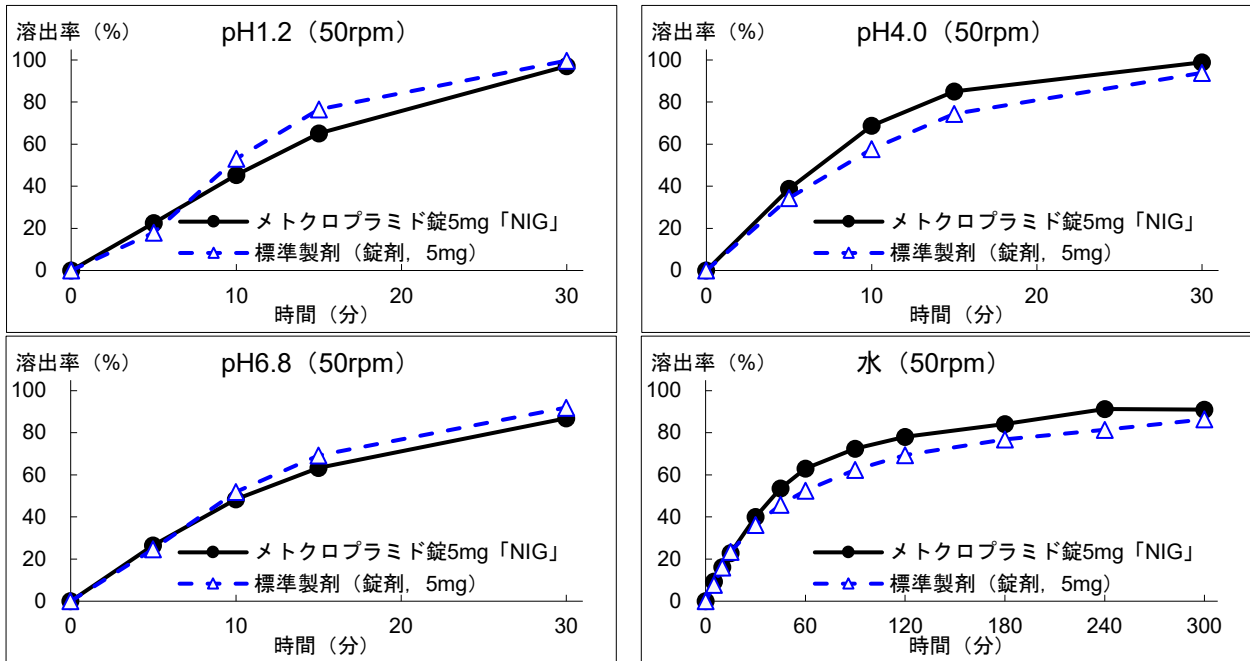 溶出率（%） pH1.2（50rpm）
100
80
60
40
20
0
メトクロプラミド錠5mg「NIG」
標準製剤（錠剤，5mg）
0 10 20 30
時間（分）
溶出率（%） pH4.0（50rpm）
100
80
60
40
20
0
メトクロプラミド錠5mg「NIG」
標準製剤（錠剤，5mg）
0 10 20 30
時間（分）
溶出率（%） pH6.8（50rpm）
100
80
60
40
20
0
メトクロプラミド錠5mg「NIG」
標準製剤（錠剤，5mg）
0 10 20 30
時間（分）
溶出率（%） 水（50rpm）
100
80
60
40
20
0
メトクロプラミド錠5mg「NIG」
標準製剤（錠剤，5mg）
0 60 120 180 240 300
時間（分）